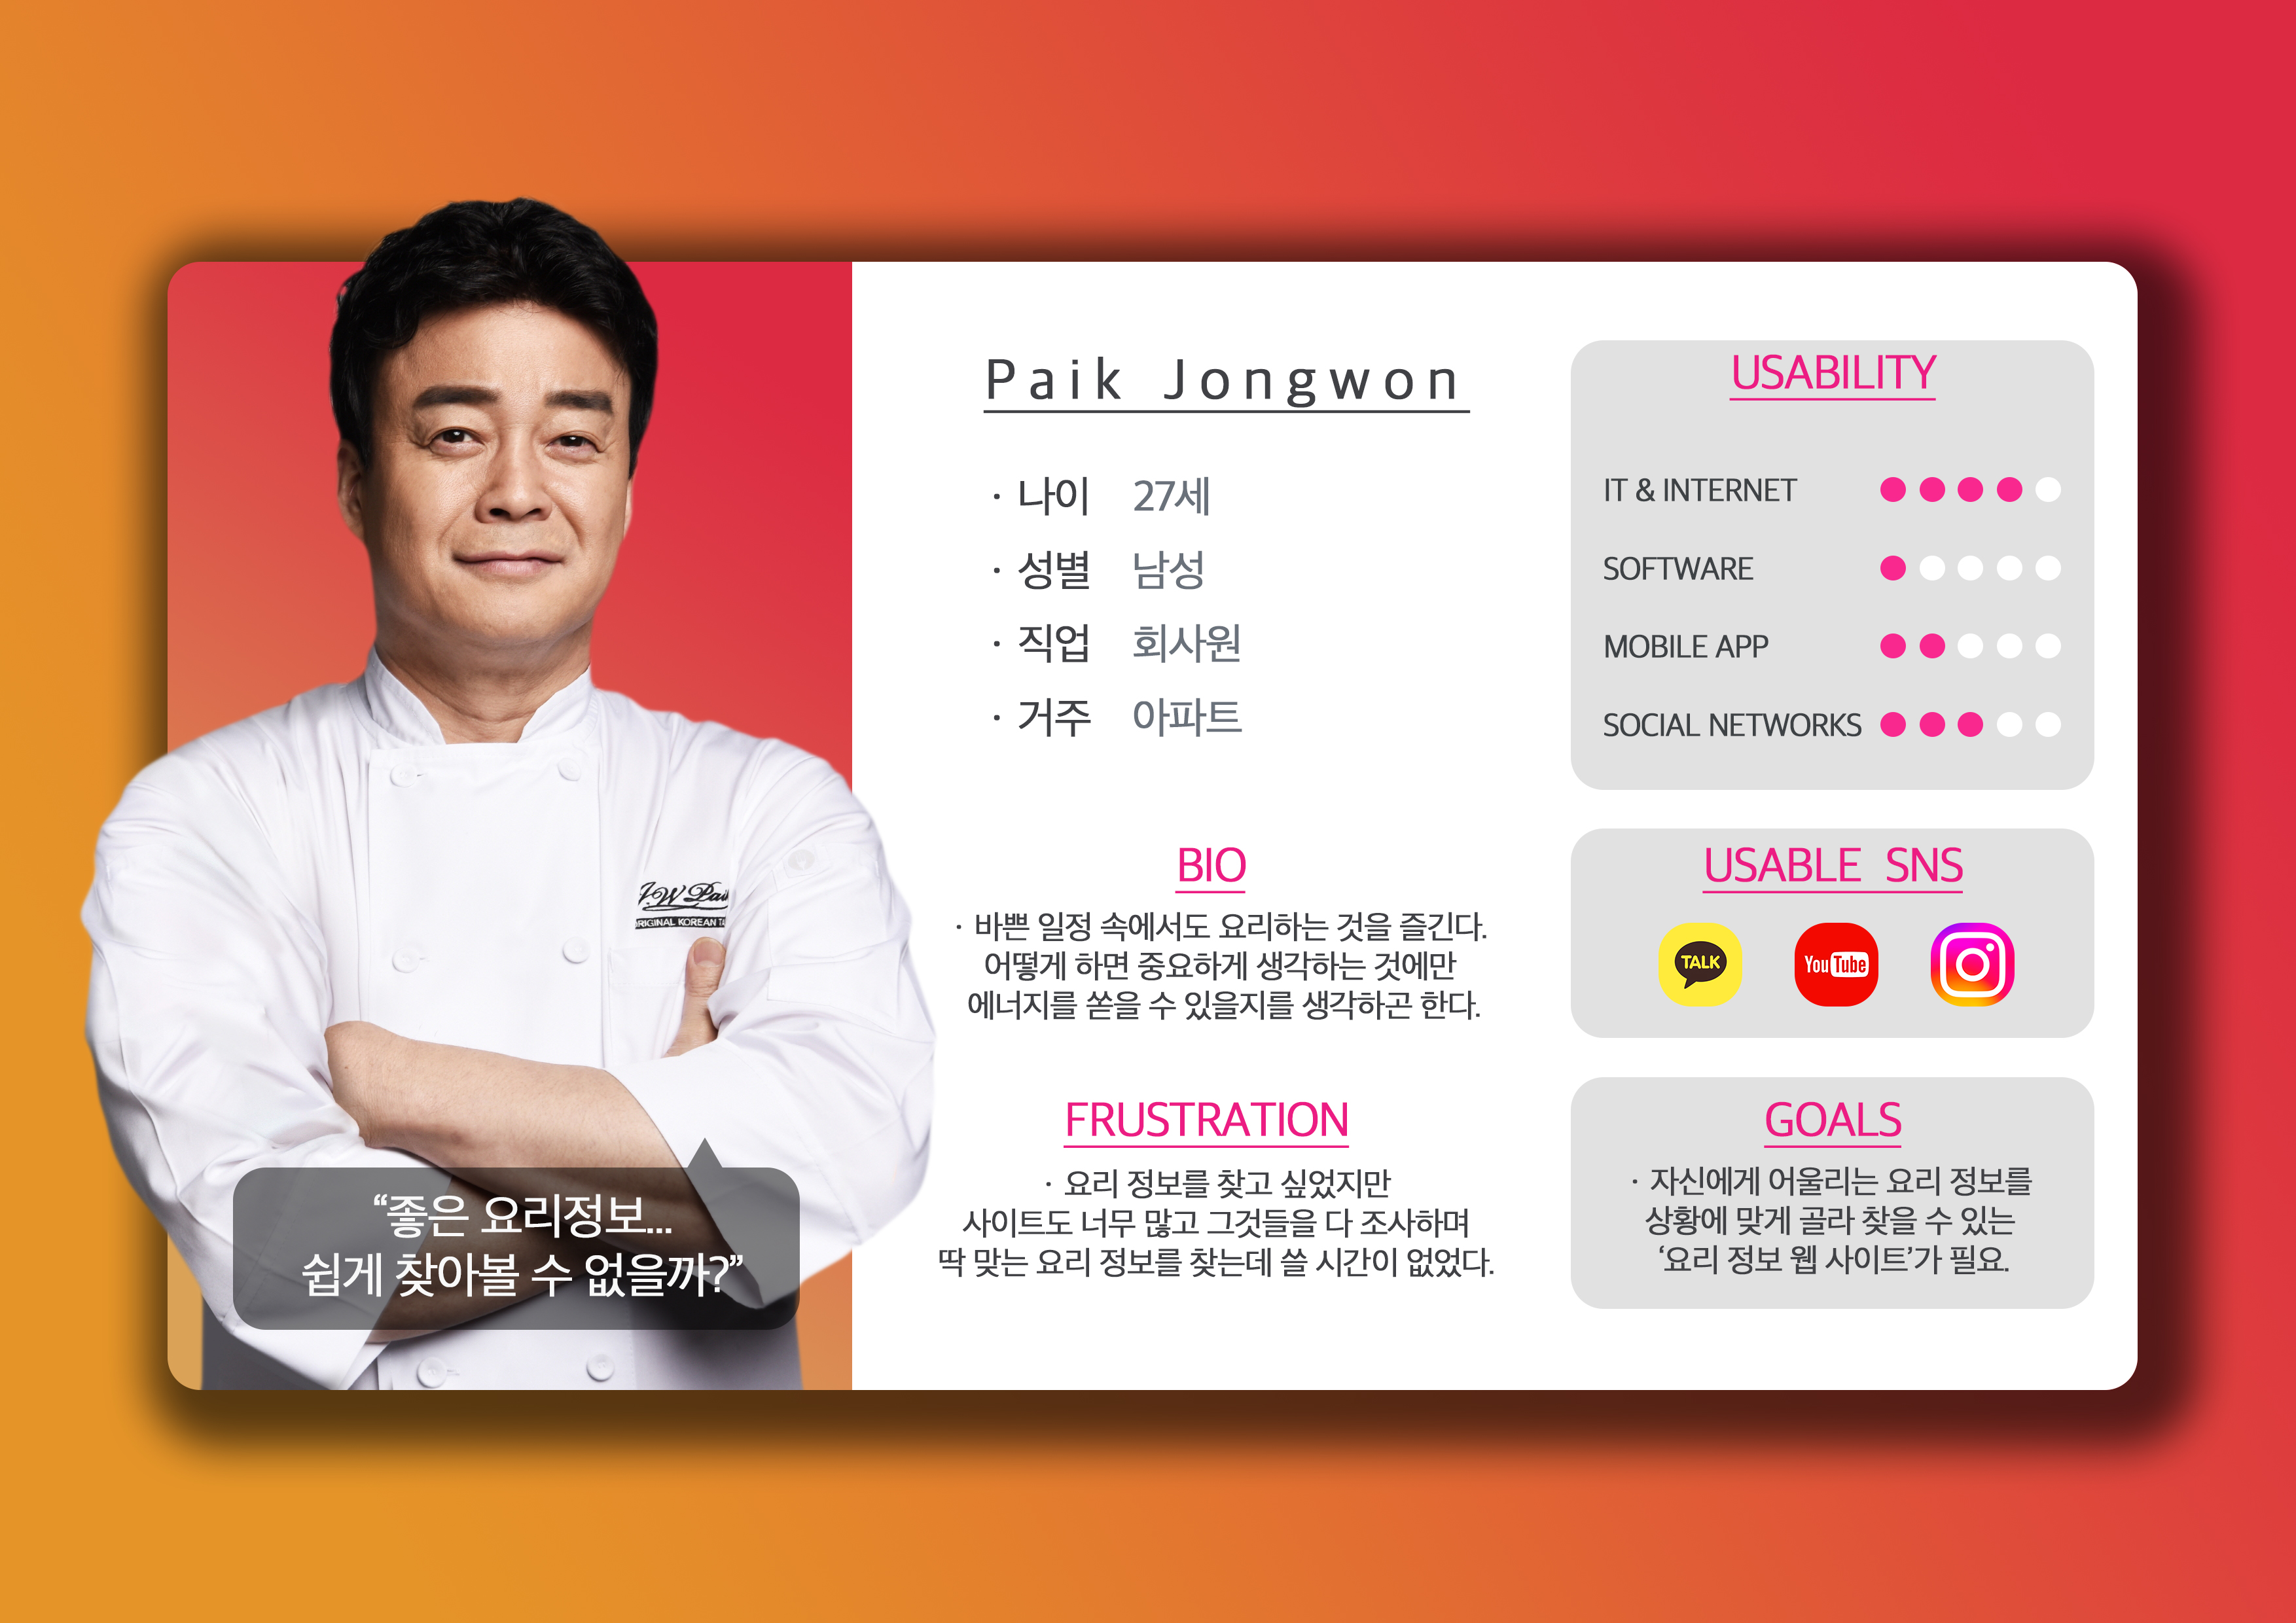 Paik Jongwon
· 나이 27세
· 성별 남성
· 직업 회사원
· 거주 아파트
BIO
· 바쁜 일정 속에서도 요리하는 것을 즐긴다.
어떻게 하면 중요하게 생각하는 것에만
에너지를 쏟을 수 있을지를 생각하곤 한다.
FRUSTRATION
· 요리 정보를 찾고 싶었지만
사이트도 너무 많고 그것들을 다 조사하며
딱 맞는 요리 정보를 찾는데 쓸 시간이 없었다.
USABILITY
IT & INTERNET
SOFTWARE
MOBILE APP
SOCIAL NETWORKS
USABLE SNS
TALK
YouTube
GOALS
· 자신에게 어울리는 요리 정보를
상황에 맞게 골라 찾을 수 있는
‘요리 정보 웹 사이트’가 필요.
J.W Pai
RIGINAL KOREAN TA
“좋은 요리정보...
쉽게 찾아볼 수 없을까?”